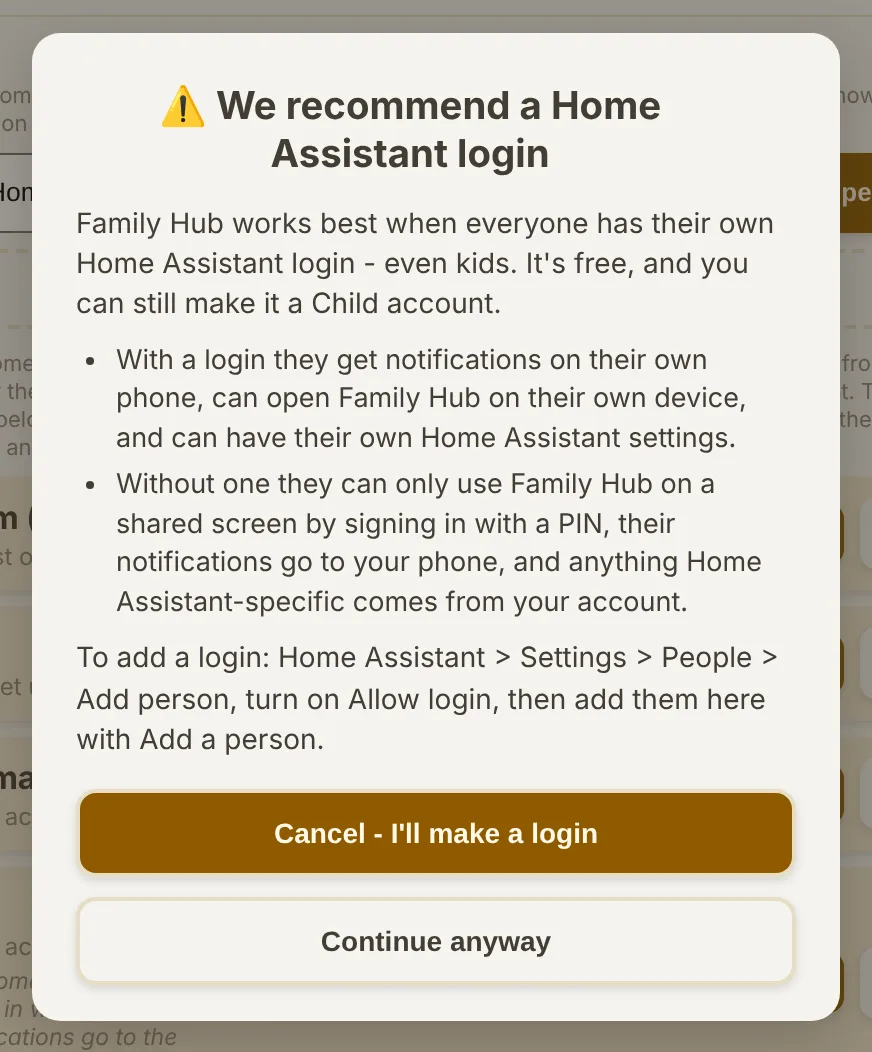 ⚠️ We recommend a Home
Assistant login
Family Hub works best when everyone has their own
Home Assistant login - even kids. It's free, and you
can still make it a Child account.
• With a login they get notifications on their own
phone, can open Family Hub on their own device,
and can have their own Home Assistant settings.
• Without one they can only use Family Hub on a
shared screen by signing in with a PIN, their
notifications go to your phone, and anything Home
Assistant-specific comes from your account.
To add a login: Home Assistant > Settings > People >
Add person, turn on Allow login, then add them here
with Add a person.
Cancel - I'll make a login
Continue anyway
cations go to the